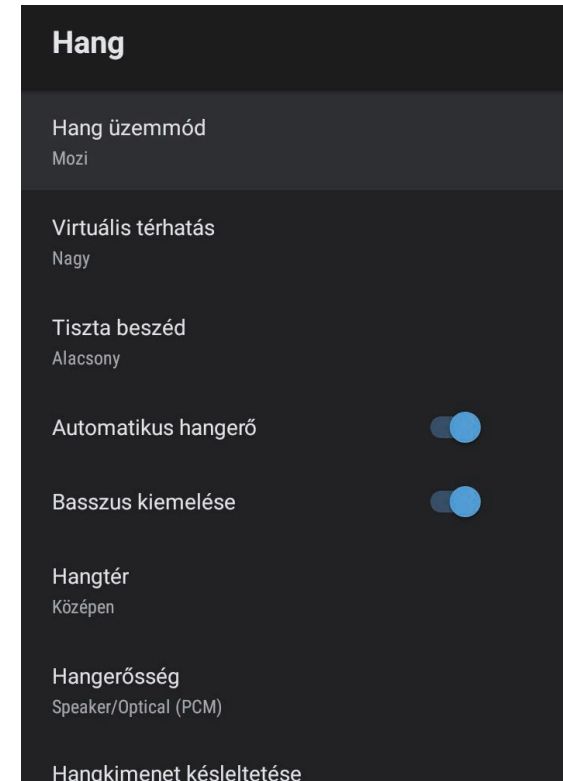 Hang
Hang üzemmód
Mozi
Virtuális térhatás
Nagy
Tiszta beszéd
Alacsony
Automatikus hangerő
Basszus kiemelése
Hangtér
Középen
Hangerősség
Speaker/Optical (PCM)
Hangkimenet késleltetése